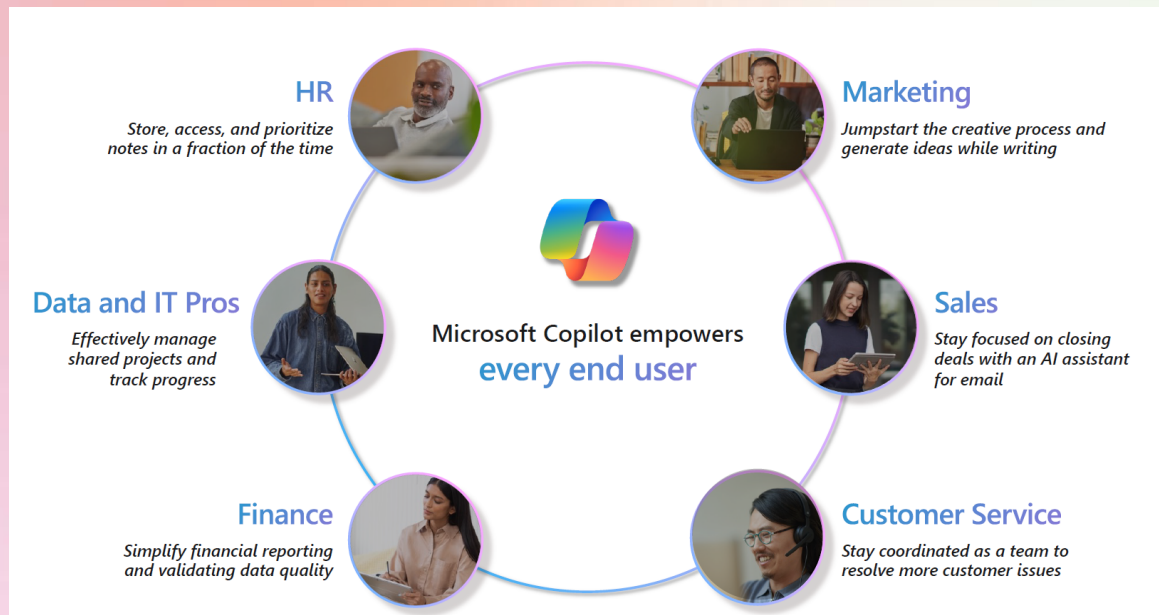 HR
Store, access, and prioritize
notes in a fraction of the time
Marketing
Jumpstart the creative process and
generate ideas while writing
Data and IT Pros
Effectively manage
shared projects and
track progress
Microsoft Copilot empowers
every end user
Sales
Stay focused on closing
deals with an AI assistant
for email
Finance
Simplify financial reporting
and validating data quality
Customer Service
Stay coordinated as a team to
resolve more customer issues